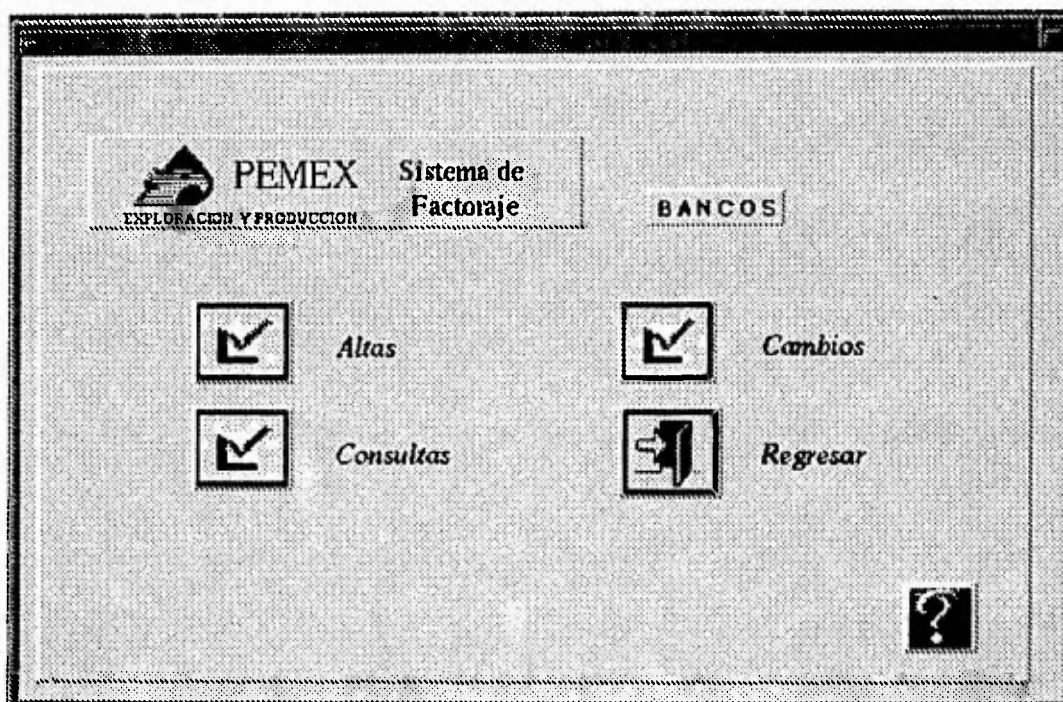 PEMEX Sistema de
EXPLORACION Y PRODUCCION Factoraje
BANCOS
Altas
Cambios
Consultas
Regresar
?